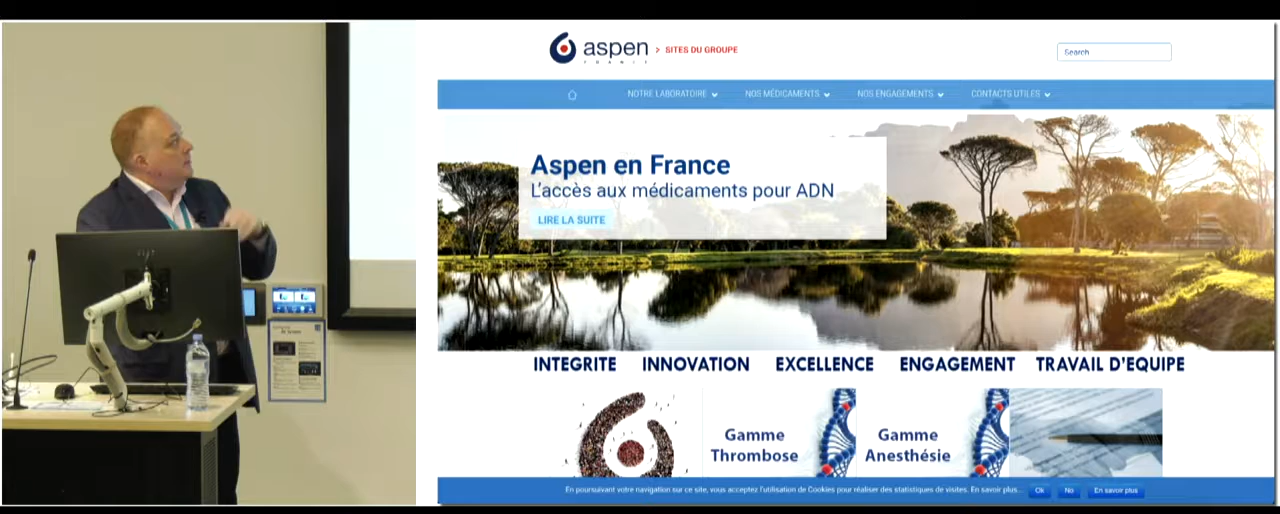 aspen
FRANCE
> SITES DU GROUPE
Search
NOTRE LABORATOIRE
NOS MÉDICAMENTS
NOS ENGAGEMENTS
CONTACTS UTILES
Aspen en France
L'accès aux médicaments pour ADN
LIRE LA SUITE
INTEGRITE INNOVATION EXCELLENCE ENGAGEMENT TRAVAIL D'EQUIPE
Gamme
Thrombose
Gamme
Anesthésie
En poursuivant votre navigation sur ce site, vous acceptez l'utilisation de Cookies pour réaliser des statistiques de visites. En savoir plus...
Ok
No
En savoir plus